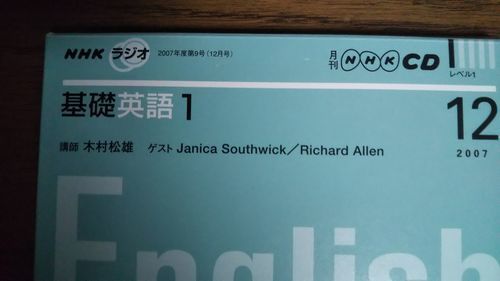 NHK ラジオ 2007年度第9号(12月号) 月刊 NHK CD レベル1
基礎英語1 12
講師 木村松雄 ゲスト Janica Southwick／Richard Allen 2007
English